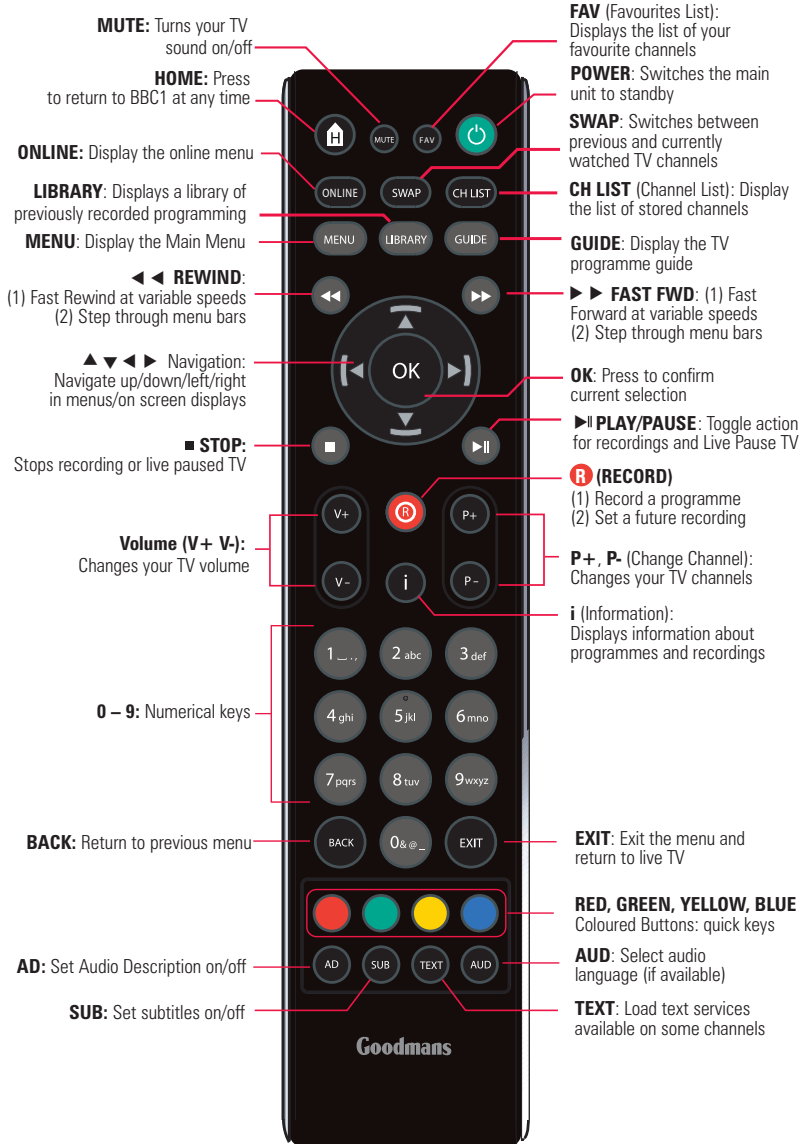 MUTE: Turns your TV
sound on/off
HOME: Press
to return to BBC1 at any time
ONLINE: Display the online menu
LIBRARY: Displays a library of
previously recorded programming
MENU: Display the Main Menu
◄ ◄ REWIND:
(1) Fast Rewind at variable speeds
(2) Step through menu bars
▲ ▼ ◄ ► Navigation:
Navigate up/down/left/right
in menus/on screen displays
■ STOP:
Stops recording or live paused TV
Volume (V+ V-):
Changes your TV volume
0 – 9: Numerical keys
BACK: Return to previous menu
AD: Set Audio Description on/off
SUB: Set subtitles on/off
H MUTE FAV
ONLINE SWAP CH LIST
MENU LIBRARY GUIDE
OK
V+ R P+
V- i P-
1 ⎵ . , 2 abc 3 def
4 ghi 5 jkl 6 mno
7 pqrs 8 tuv 9 wxyz
BACK 0 & @ _ EXIT
AD SUB TEXT AUD
Goodmans
FAV (Favourites List):
Displays the list of your
favourite channels
POWER: Switches the main
unit to standby
SWAP: Switches between
previous and currently
watched TV channels
CH LIST (Channel List): Display
the list of stored channels
GUIDE: Display the TV
programme guide
► ► FAST FWD: (1) Fast
Forward at variable speeds
(2) Step through menu bars
OK: Press to confirm
current selection
►II PLAY/PAUSE: Toggle action
for recordings and Live Pause TV
R (RECORD)
(1) Record a programme
(2) Set a future recording
P+, P- (Change Channel):
Changes your TV channels
i (Information):
Displays information about
programmes and recordings
EXIT: Exit the menu and
return to live TV
RED, GREEN, YELLOW, BLUE
Coloured Buttons: quick keys
AUD: Select audio
language (if available)
TEXT: Load text services
available on some channels